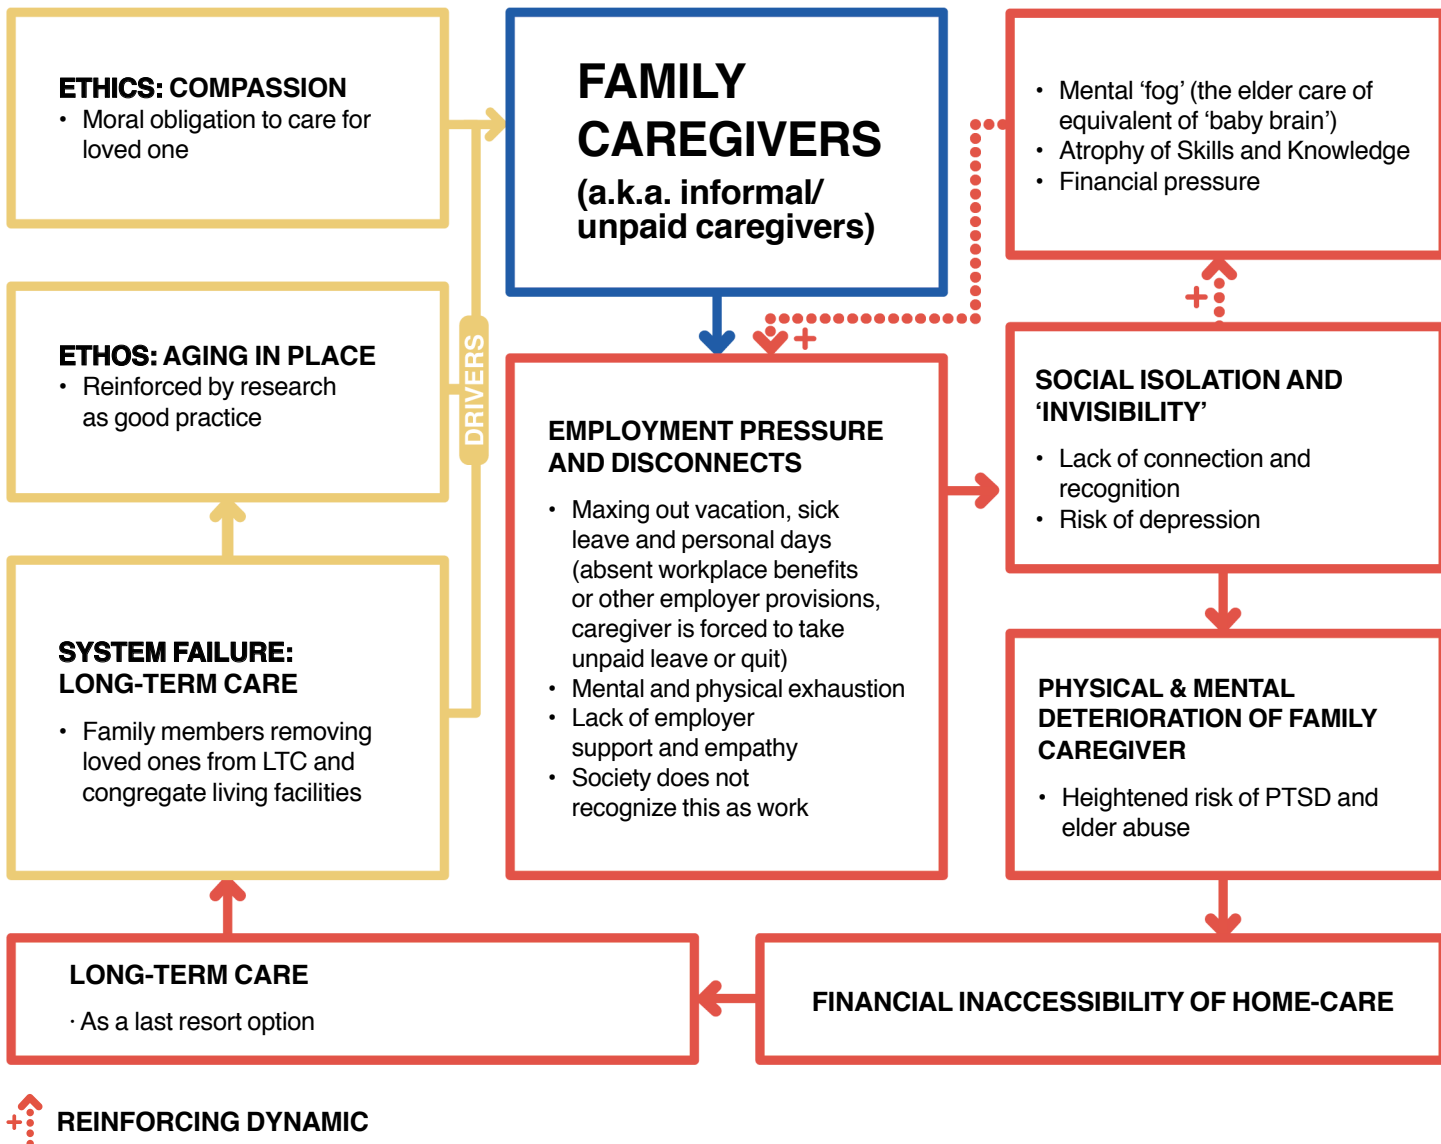 ETHICS: COMPASSION
• Moral obligation to care for
loved one
ETHOS: AGING IN PLACE
• Reinforced by research
as good practice
SYSTEM FAILURE:
LONG-TERM CARE
• Family members removing
loved ones from LTC and
congregate living facilities
DRIVERS
FAMILY
CAREGIVERS
(a.k.a. informal/
unpaid caregivers)
+
EMPLOYMENT PRESSURE
AND DISCONNECTS
• Maxing out vacation, sick
leave and personal days
(absent workplace benefits
or other employer provisions,
caregiver is forced to take
unpaid leave or quit)
• Mental and physical exhaustion
• Lack of employer
support and empathy
• Society does not
recognize this as work
• Mental ‘fog’ (the elder care of
equivalent of ‘baby brain’)
• Atrophy of Skills and Knowledge
• Financial pressure
+
SOCIAL ISOLATION AND
‘INVISIBILITY’
• Lack of connection and
recognition
• Risk of depression
PHYSICAL & MENTAL
DETERIORATION OF FAMILY
CAREGIVER
• Heightened risk of PTSD and
elder abuse
FINANCIAL INACCESSIBILITY OF HOME-CARE
LONG-TERM CARE
· As a last resort option
+ REINFORCING DYNAMIC